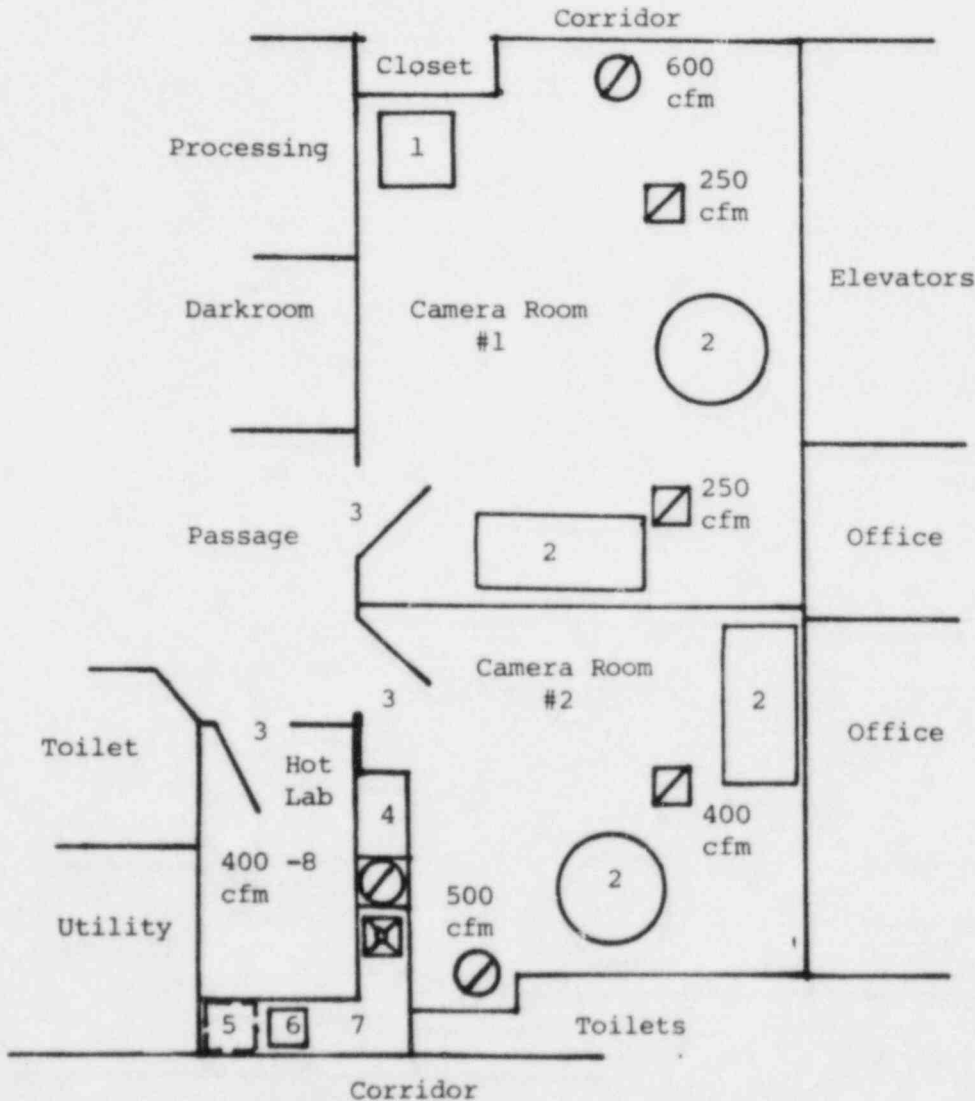 Corridor
Closet
600
cfm
Processing
1
250
cfm
Elevators
Darkroom
Camera Room
#1
2
3
250
cfm
Passage
2
Office
Camera Room
#2
3
2
3
Toilet
Hot
Lab
Office
4
400
cfm
400 -8
cfm
2
500
cfm
Utility
5
6
7
Toilets
Corridor